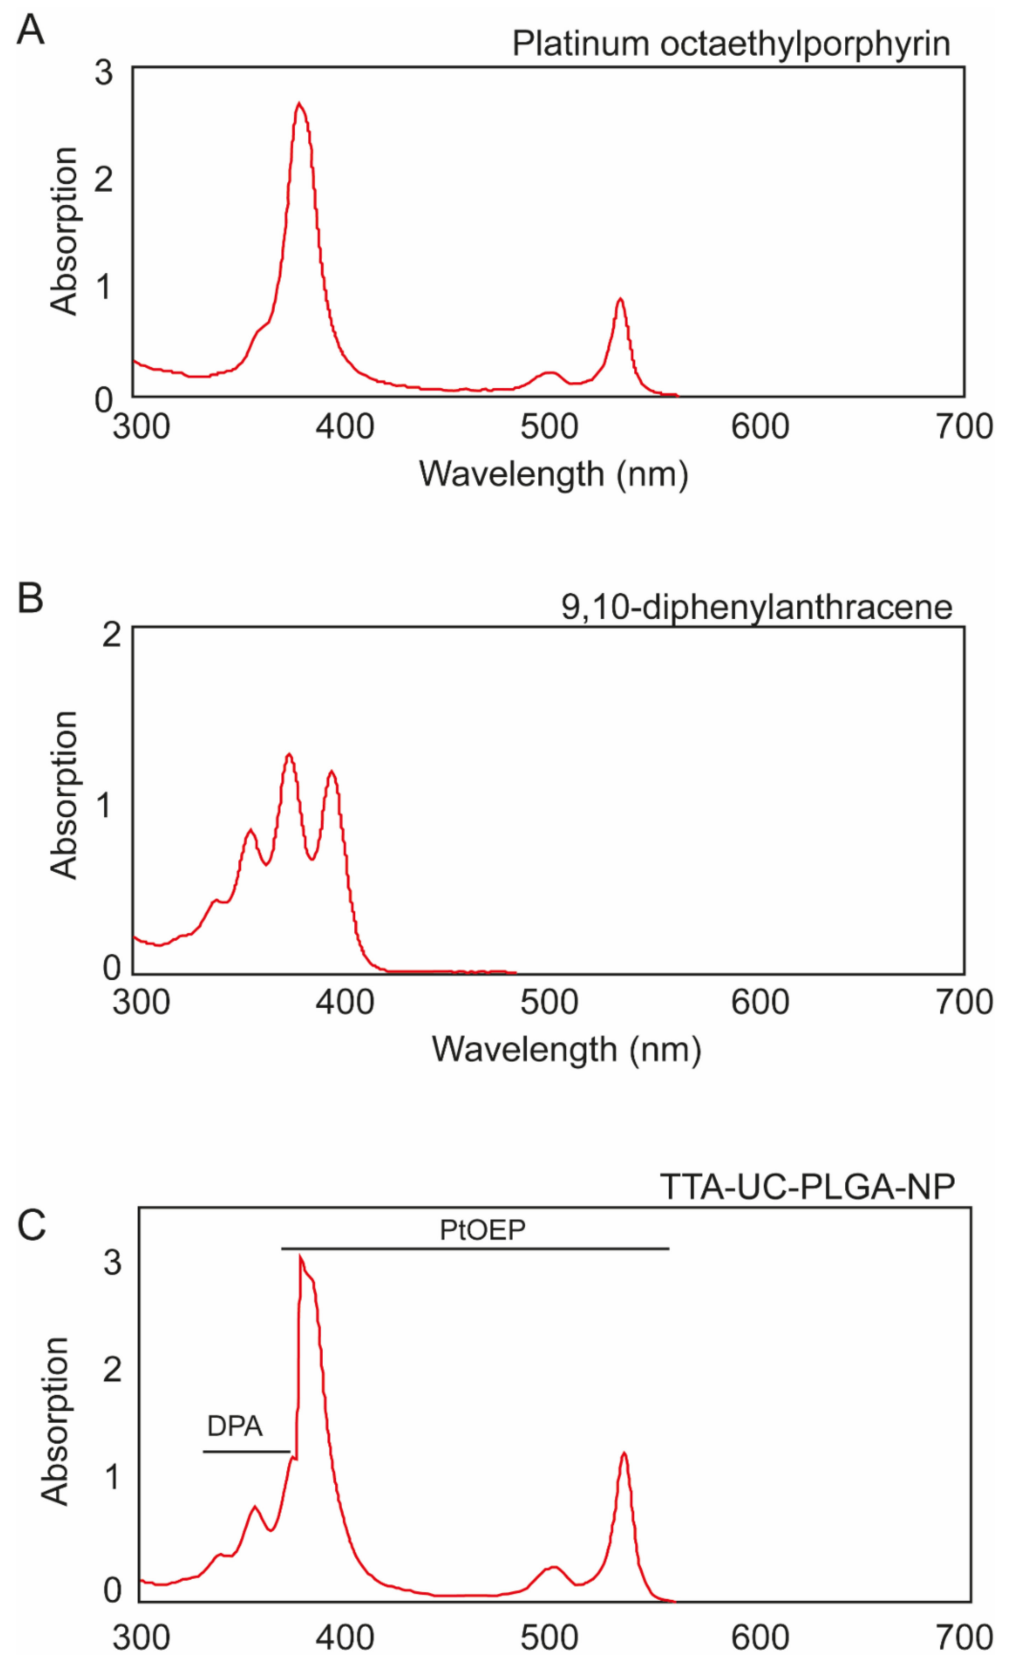 A
Platinum octaethylporphyrin
3
2
1
0
Absorption
300 400 500 600 700
Wavelength (nm)
B
9,10-diphenylanthracene
2
1
0
Absorption
300 400 500 600 700
Wavelength (nm)
C
TTA-UC-PLGA-NP
PtOEP
DPA
3
2
1
0
Absorption
300 400 500 600 700